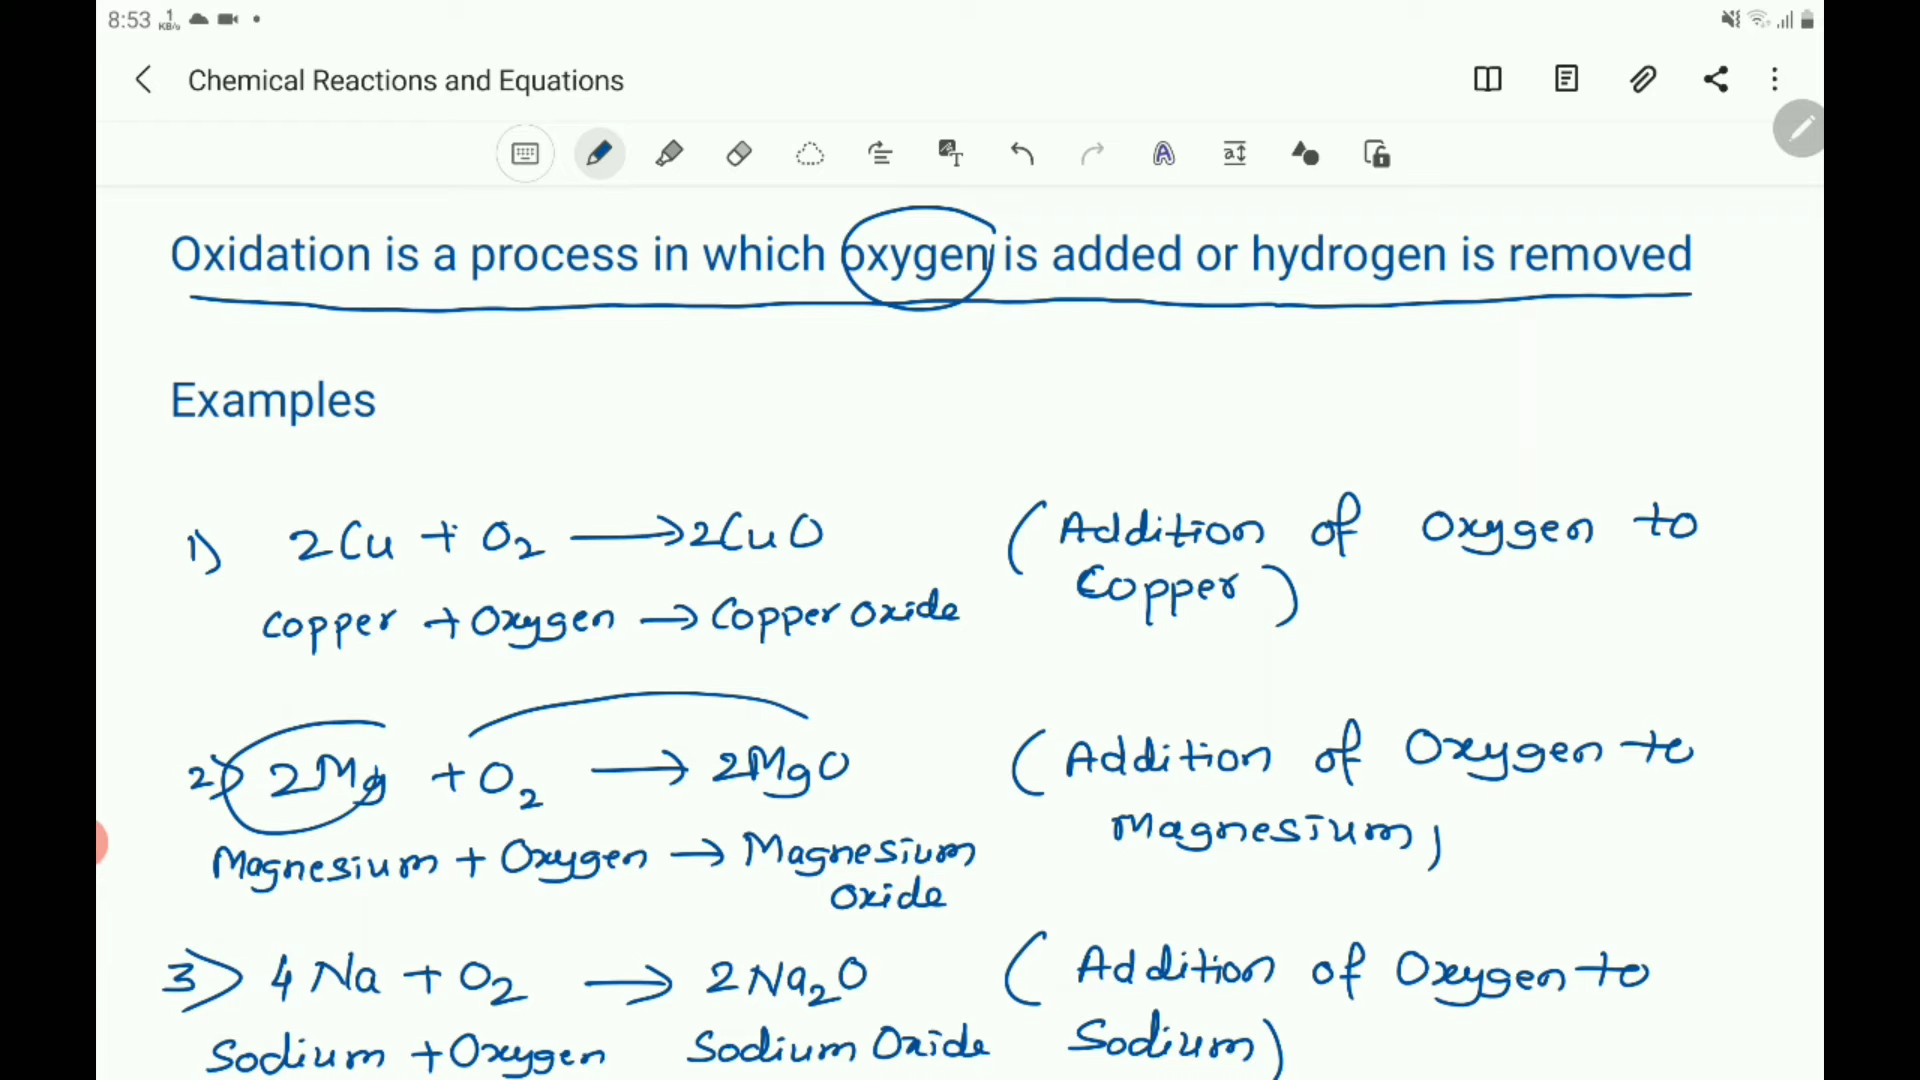 8:53 1 KB/s
Chemical Reactions and Equations
Oxidation is a process in which oxygen is added or hydrogen is removed
Examples
1) 2Cu + O₂ ⟶ 2CuO (Addition of Oxygen to
Copper)
Copper + Oxygen → Copper Oxide
2) 2Mg + O₂ ⟶ 2MgO (Addition of Oxygen to
Magnesium)
Magnesium + Oxygen → Magnesium
Oxide
3) 4Na + O₂ ⟶ 2Na₂O (Addition of Oxygen to
Sodium + Oxygen Sodium Oxide Sodium)